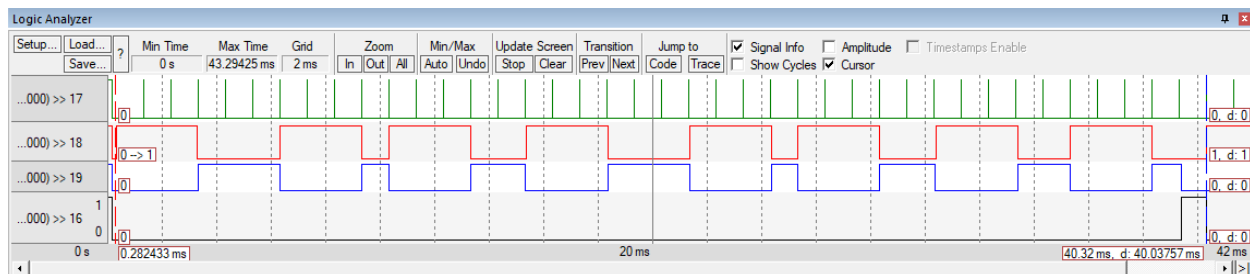 Logic Analyzer
Setup... Load... ? Min Time Max Time Grid Zoom Min/Max Update Screen Transition Jump to Signal Info Amplitude Timestamps Enable
Save... 0 s 43.29425 ms 2 ms In Out All Auto Undo Stop Clear Prev Next Code Trace Show Cycles Cursor
...000) >> 17
0 0, d: 0
...000) >> 18
0 --> 1 1, d: 1
...000) >> 19
0 0, d: 0
1
...000) >> 16
0
0 0, d: 0
0 s 0.282433 ms 20 ms 40.32 ms, d: 40.03757 ms 42 ms